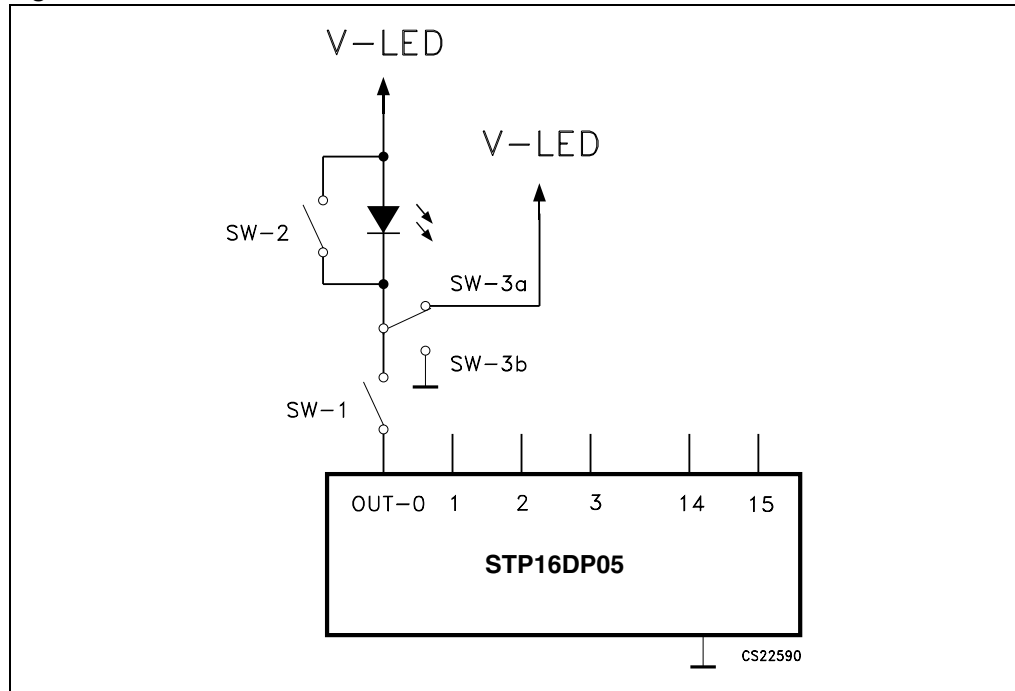 V-LED
V-LED
SW-2
SW-3a
SW-3b
SW-1
OUT-0 1 2 3 14 15
STP16DP05
CS22590